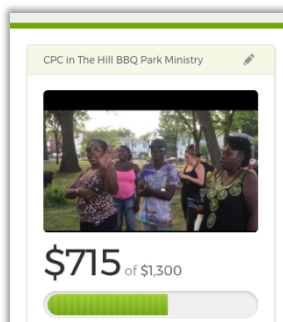 CPC in The Hill BBQ Park Ministry
$715 of $1,300